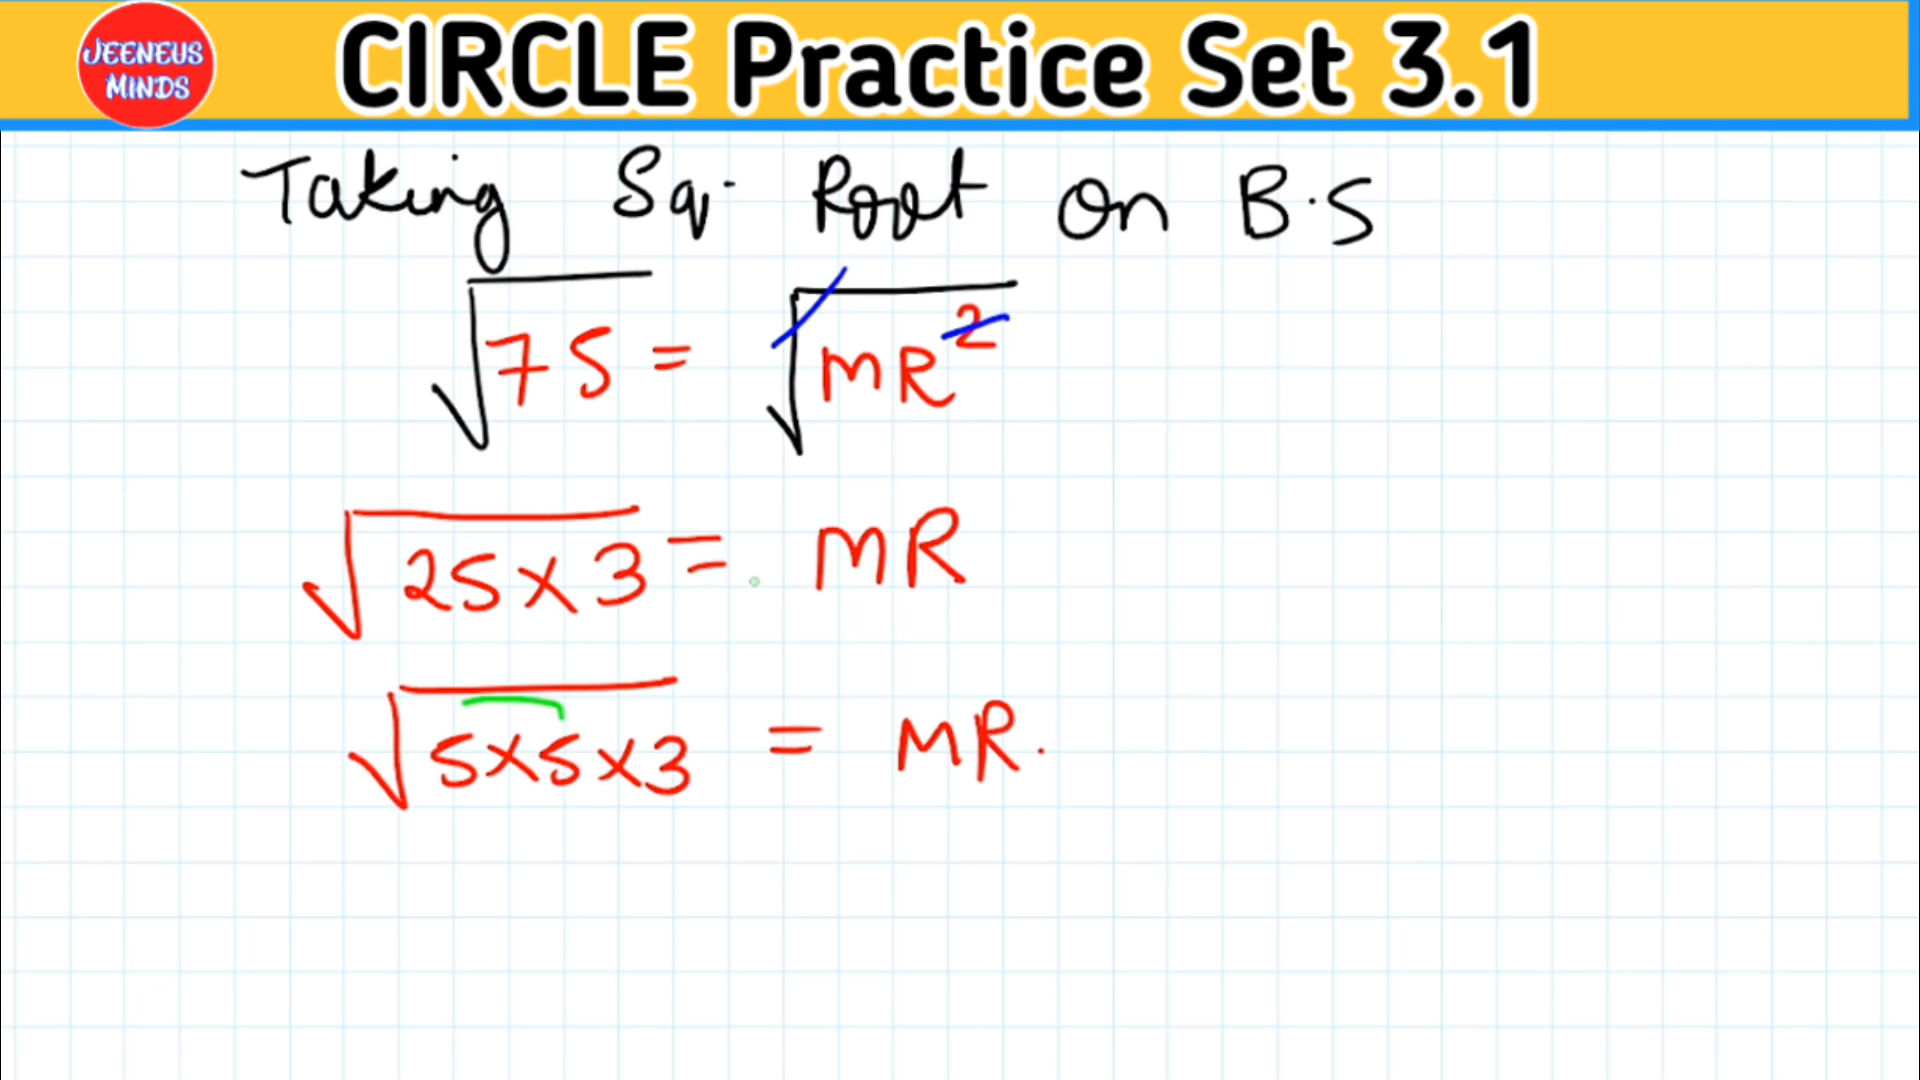 JEENEUS
MINDS
CIRCLE Practice Set 3.1
Taking Sq. Root On B.S
√75 = √MR²
√25×3 = MR
√5×5×3 = MR.